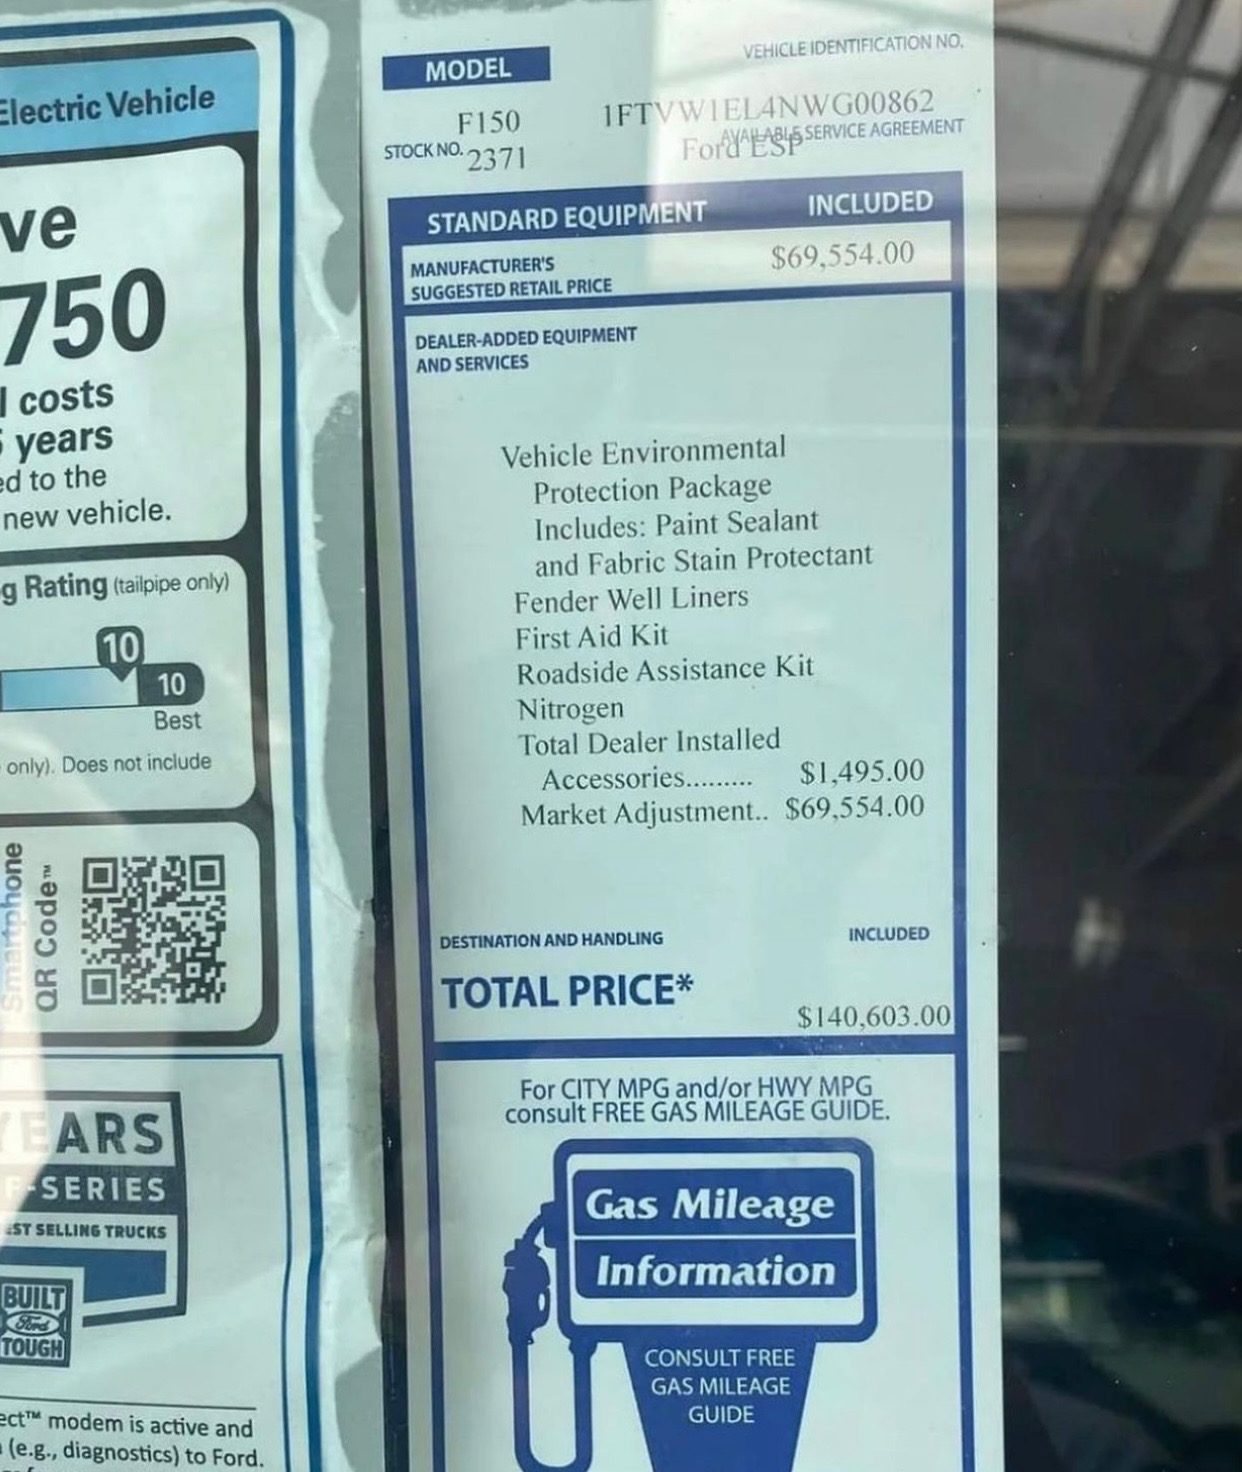 Electric Vehicle
ve
750
l costs
years
ed to the
new vehicle.
g Rating (tailpipe only)
10
10
Best
only). Does not include
Smartphone
QR Code™
YEARS
F-SERIES
EST SELLING TRUCKS
BUILT
Ford
TOUGH
ect™ modem is active and
(e.g., diagnostics) to Ford.
MODEL
VEHICLE IDENTIFICATION NO.
F150
1FTVW1EL4NWG00862
STOCK NO. 2371
AVAILABLE SERVICE AGREEMENT
Ford ESP
STANDARD EQUIPMENT INCLUDED
MANUFACTURER'S
SUGGESTED RETAIL PRICE
$69,554.00
DEALER-ADDED EQUIPMENT
AND SERVICES
Vehicle Environmental
Protection Package
Includes: Paint Sealant
and Fabric Stain Protectant
Fender Well Liners
First Aid Kit
Roadside Assistance Kit
Nitrogen
Total Dealer Installed
Accessories......... $1,495.00
Market Adjustment.. $69,554.00
DESTINATION AND HANDLING INCLUDED
TOTAL PRICE*
$140,603.00
For CITY MPG and/or HWY MPG
consult FREE GAS MILEAGE GUIDE.
Gas Mileage
Information
CONSULT FREE
GAS MILEAGE
GUIDE